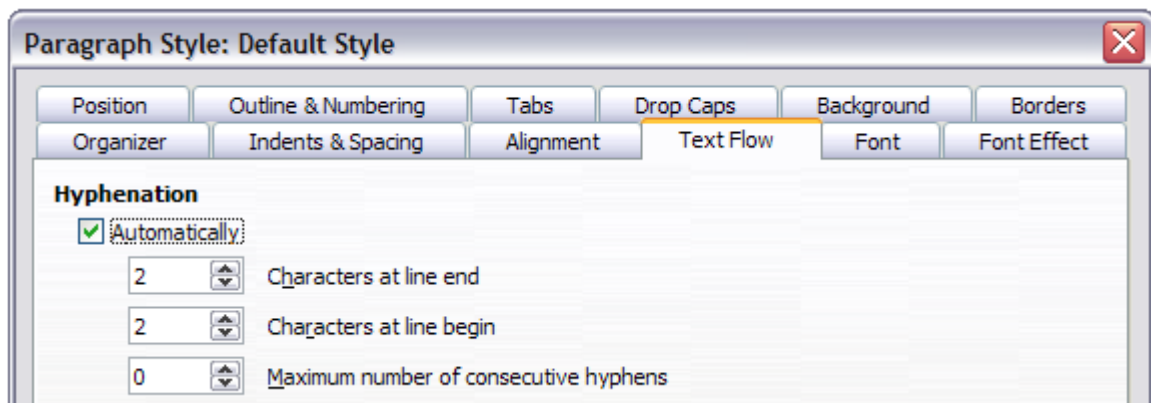 Paragraph Style: Default Style
Position Outline & Numbering Tabs Drop Caps Background Borders
Organizer Indents & Spacing Alignment Text Flow Font Font Effect
Hyphenation
Automatically
2 Characters at line end
2 Characters at line begin
0 Maximum number of consecutive hyphens